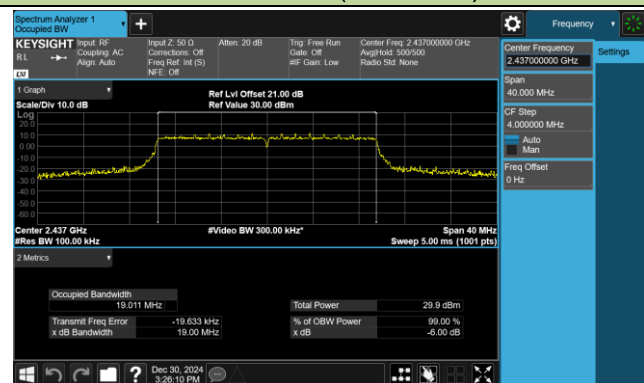 Spectrum Analyzer 1
Occupied BW
Frequency
KEYSIGHT
RL
LXI
Input: RF
Coupling: AC
Align: Auto
Input Z: 50 Ω
Corrections: Off
Freq Ref: Int (S)
NFE: Off
Atten: 20 dB
Trig: Free Run
Gate: Off
#IF Gain: Low
Center Freq: 2.437000000 GHz
Avg|Hold: 500/500
Radio Std: None
Center Frequency
2.437000000 GHz
Settings
Span
40.000 MHz
CF Step
4.000000 MHz
Auto
Man
Freq Offset
0 Hz
1 Graph
Scale/Div 10.0 dB
Ref Lvl Offset 21.00 dB
Ref Value 30.00 dBm
Log
20.0
10.0
0.00
-10.0
-20.0
-30.0
-40.0
-60.0
Center 2.437 GHz
#Res BW 100.00 kHz
#Video BW 300.00 kHz*
Span 40 MHz
Sweep 5.00 ms (1001 pts)
2 Metrics
Occupied Bandwidth
19.011 MHz
Total Power 29.9 dBm
Transmit Freq Error -19.633 kHz
% of OBW Power 99.00 %
x dB Bandwidth 19.00 MHz
x dB -6.00 dB
?
Dec 30, 2024
3:26:10 PM